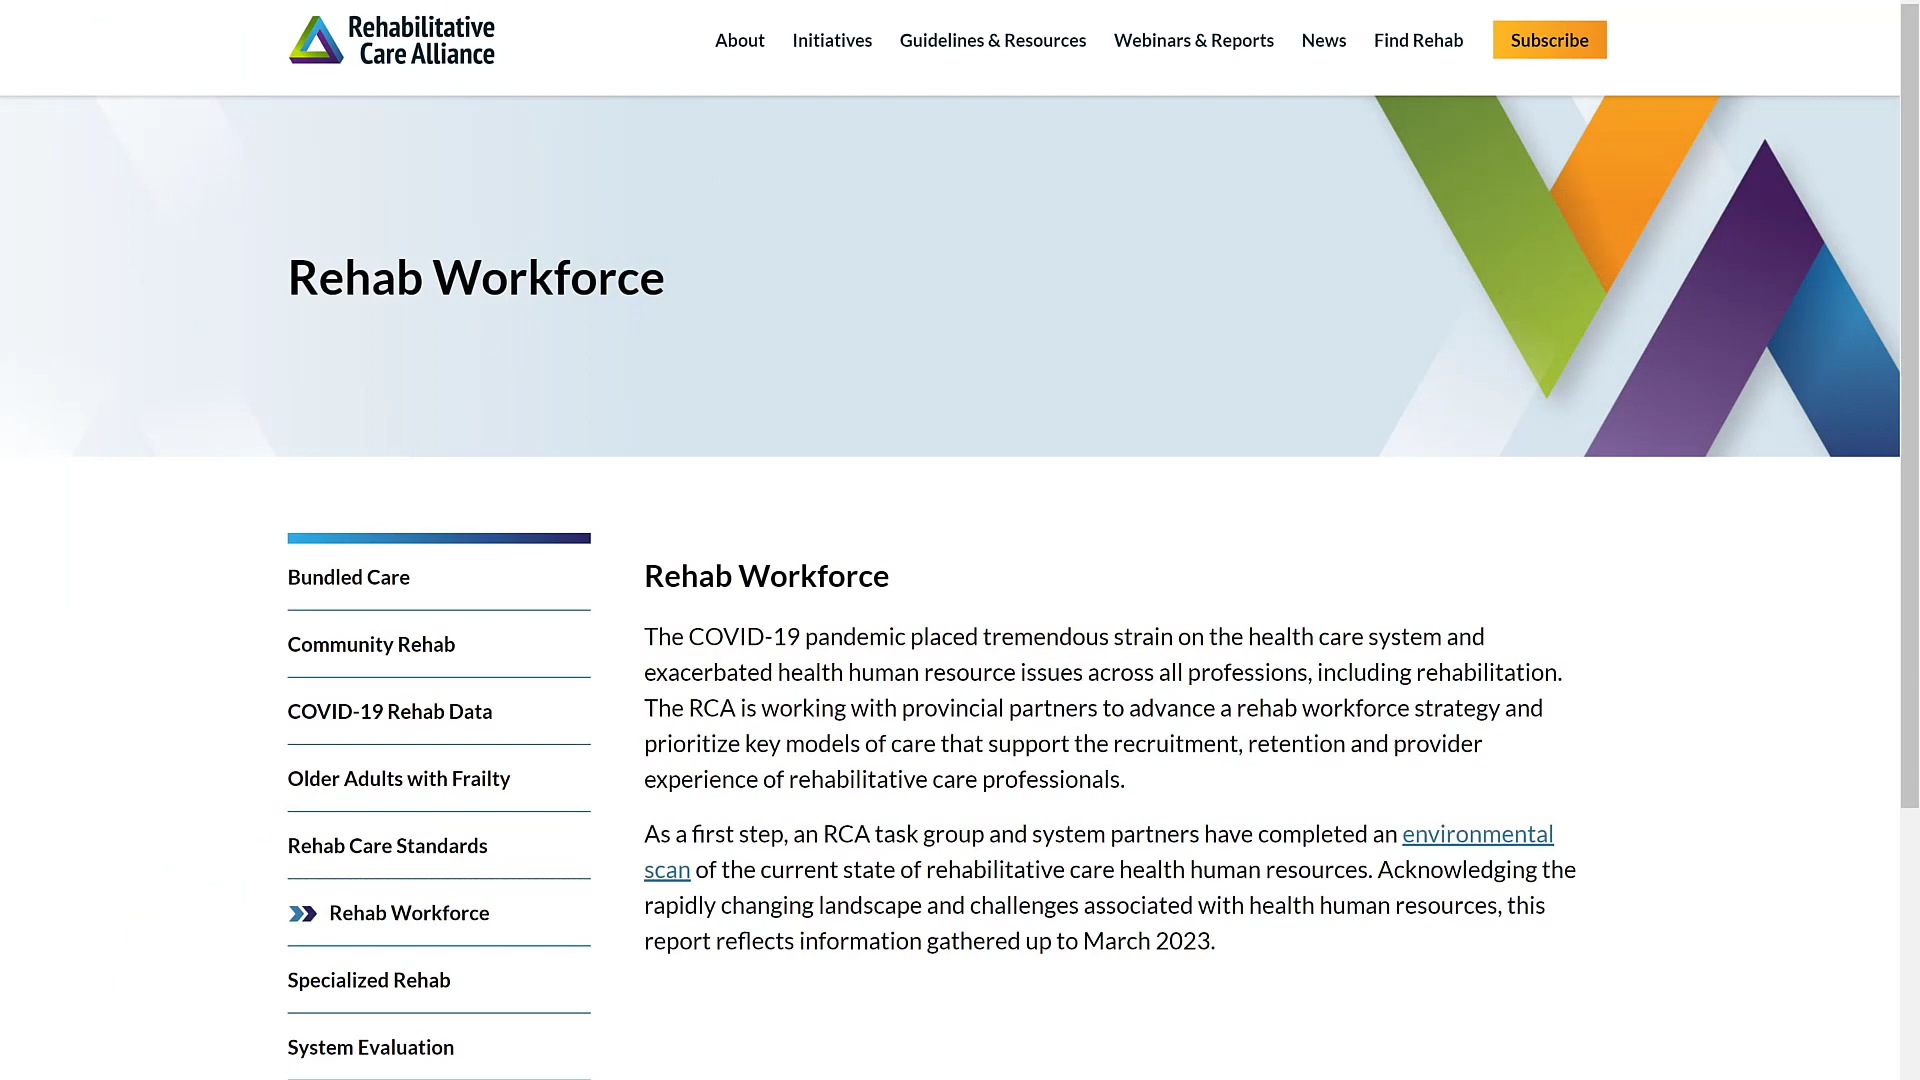 Rehabilitative
Care Alliance
About
Initiatives
Guidelines & Resources
Webinars & Reports
News
Find Rehab
Subscribe
Rehab Workforce
Bundled Care
Community Rehab
COVID-19 Rehab Data
Older Adults with Frailty
Rehab Care Standards
Rehab Workforce
Specialized Rehab
System Evaluation
Rehab Workforce
The COVID-19 pandemic placed tremendous strain on the health care system and
exacerbated health human resource issues across all professions, including rehabilitation.
The RCA is working with provincial partners to advance a rehab workforce strategy and
prioritize key models of care that support the recruitment, retention and provider
experience of rehabilitative care professionals.
As a first step, an RCA task group and system partners have completed an environmental
scan of the current state of rehabilitative care health human resources. Acknowledging the
rapidly changing landscape and challenges associated with health human resources, this
report reflects information gathered up to March 2023.